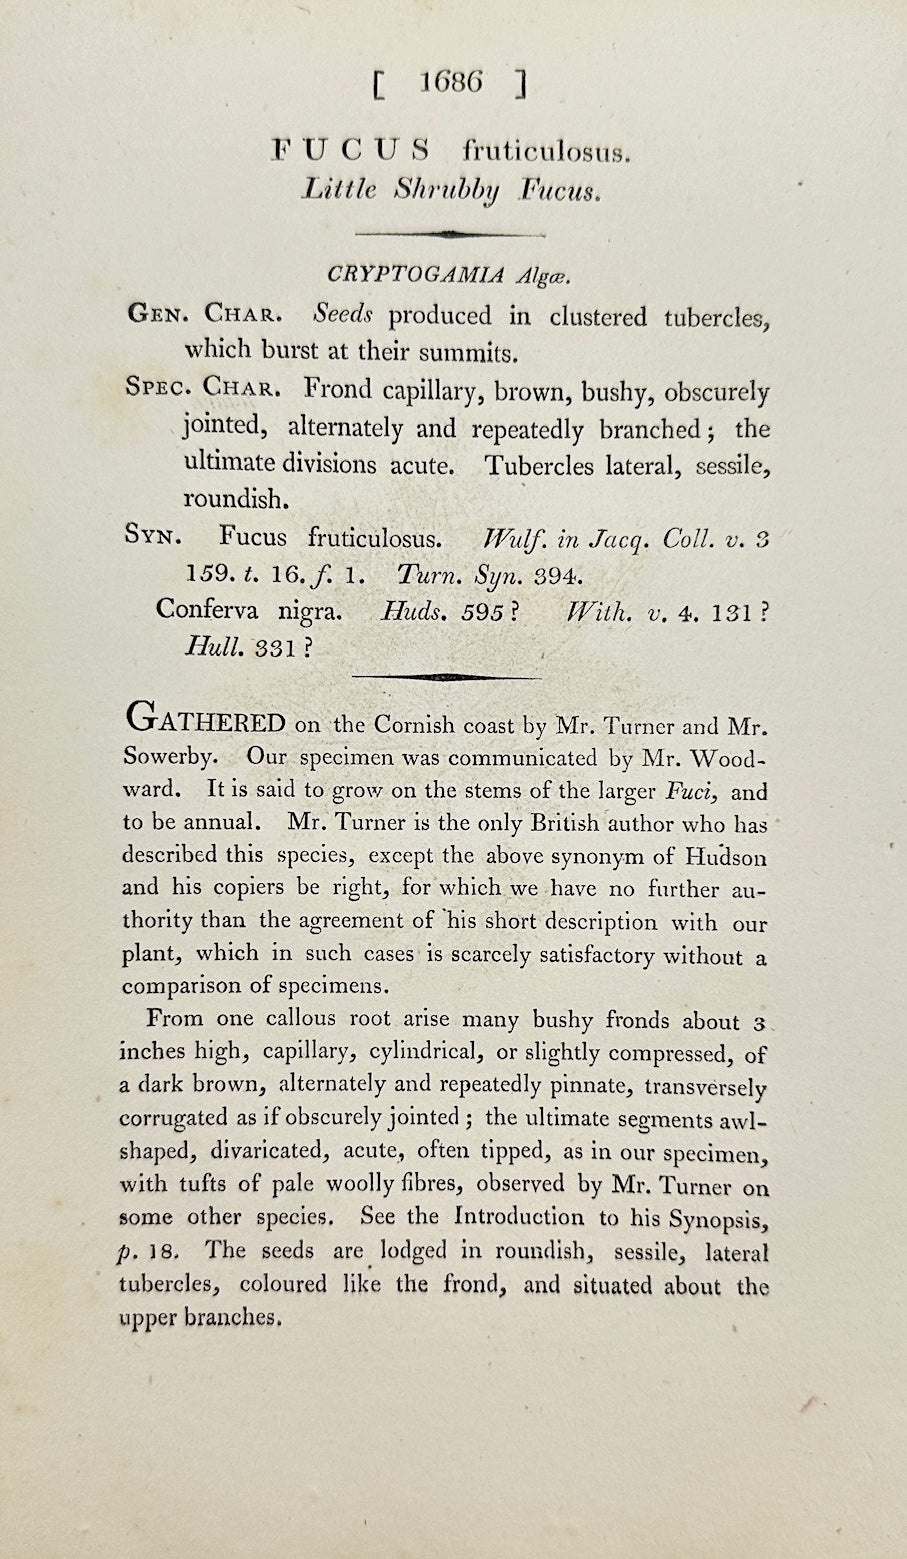 [ 1686 ]
FUCUS fruticulosus.
Little Shrubby Fucus.
CRYPTOGAMIA Algæ.
GEN. CHAR. Seeds produced in clustered tubercles,
which burst at their summits.
SPEC. CHAR. Frond capillary, brown, bushy, obscurely
jointed, alternately and repeatedly branched; the
ultimate divisions acute. Tubercles lateral, sessile,
roundish.
SYN. Fucus fruticulosus. Wulf. in Jacq. Coll. v. 3
159. t. 16. f. 1. Turn. Syn. 394.
Conferva nigra. Huds. 595? With. v. 4. 131?
Hull. 331?
GATHERED on the Cornish coast by Mr. Turner and Mr.
Sowerby. Our specimen was communicated by Mr. Wood-
ward. It is said to grow on the stems of the larger Fuci, and
to be annual. Mr. Turner is the only British author who has
described this species, except the above synonym of Hudson
and his copiers be right, for which we have no further au-
thority than the agreement of his short description with our
plant, which in such cases is scarcely satisfactory without a
comparison of specimens.
From one callous root arise many bushy fronds about 3
inches high, capillary, cylindrical, or slightly compressed, of
a dark brown, alternately and repeatedly pinnate, transversely
corrugated as if obscurely jointed; the ultimate segments awl-
shaped, divaricated, acute, often tipped, as in our specimen,
with tufts of pale woolly fibres, observed by Mr. Turner on
some other species. See the Introduction to his Synopsis,
p. 18. The seeds are lodged in roundish, sessile, lateral
tubercles, coloured like the frond, and situated about the
upper branches.